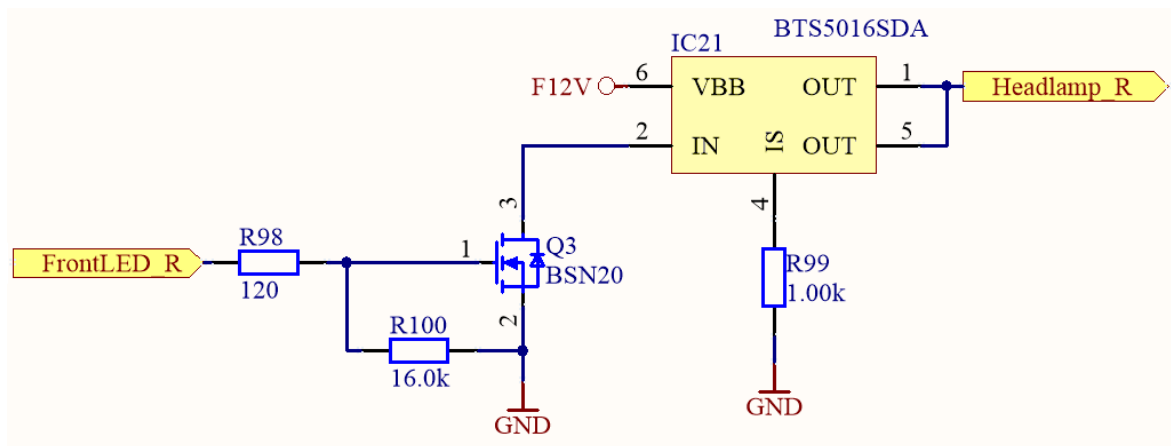 BTS5016SDA
IC21
F12V
6
VBB
OUT
1
Headlamp_R
2
IN
IS
OUT
5
4
3
R98
1
Q3
FrontLED_R
BSN20
R99
120
1.00k
2
R100
16.0k
GND
GND